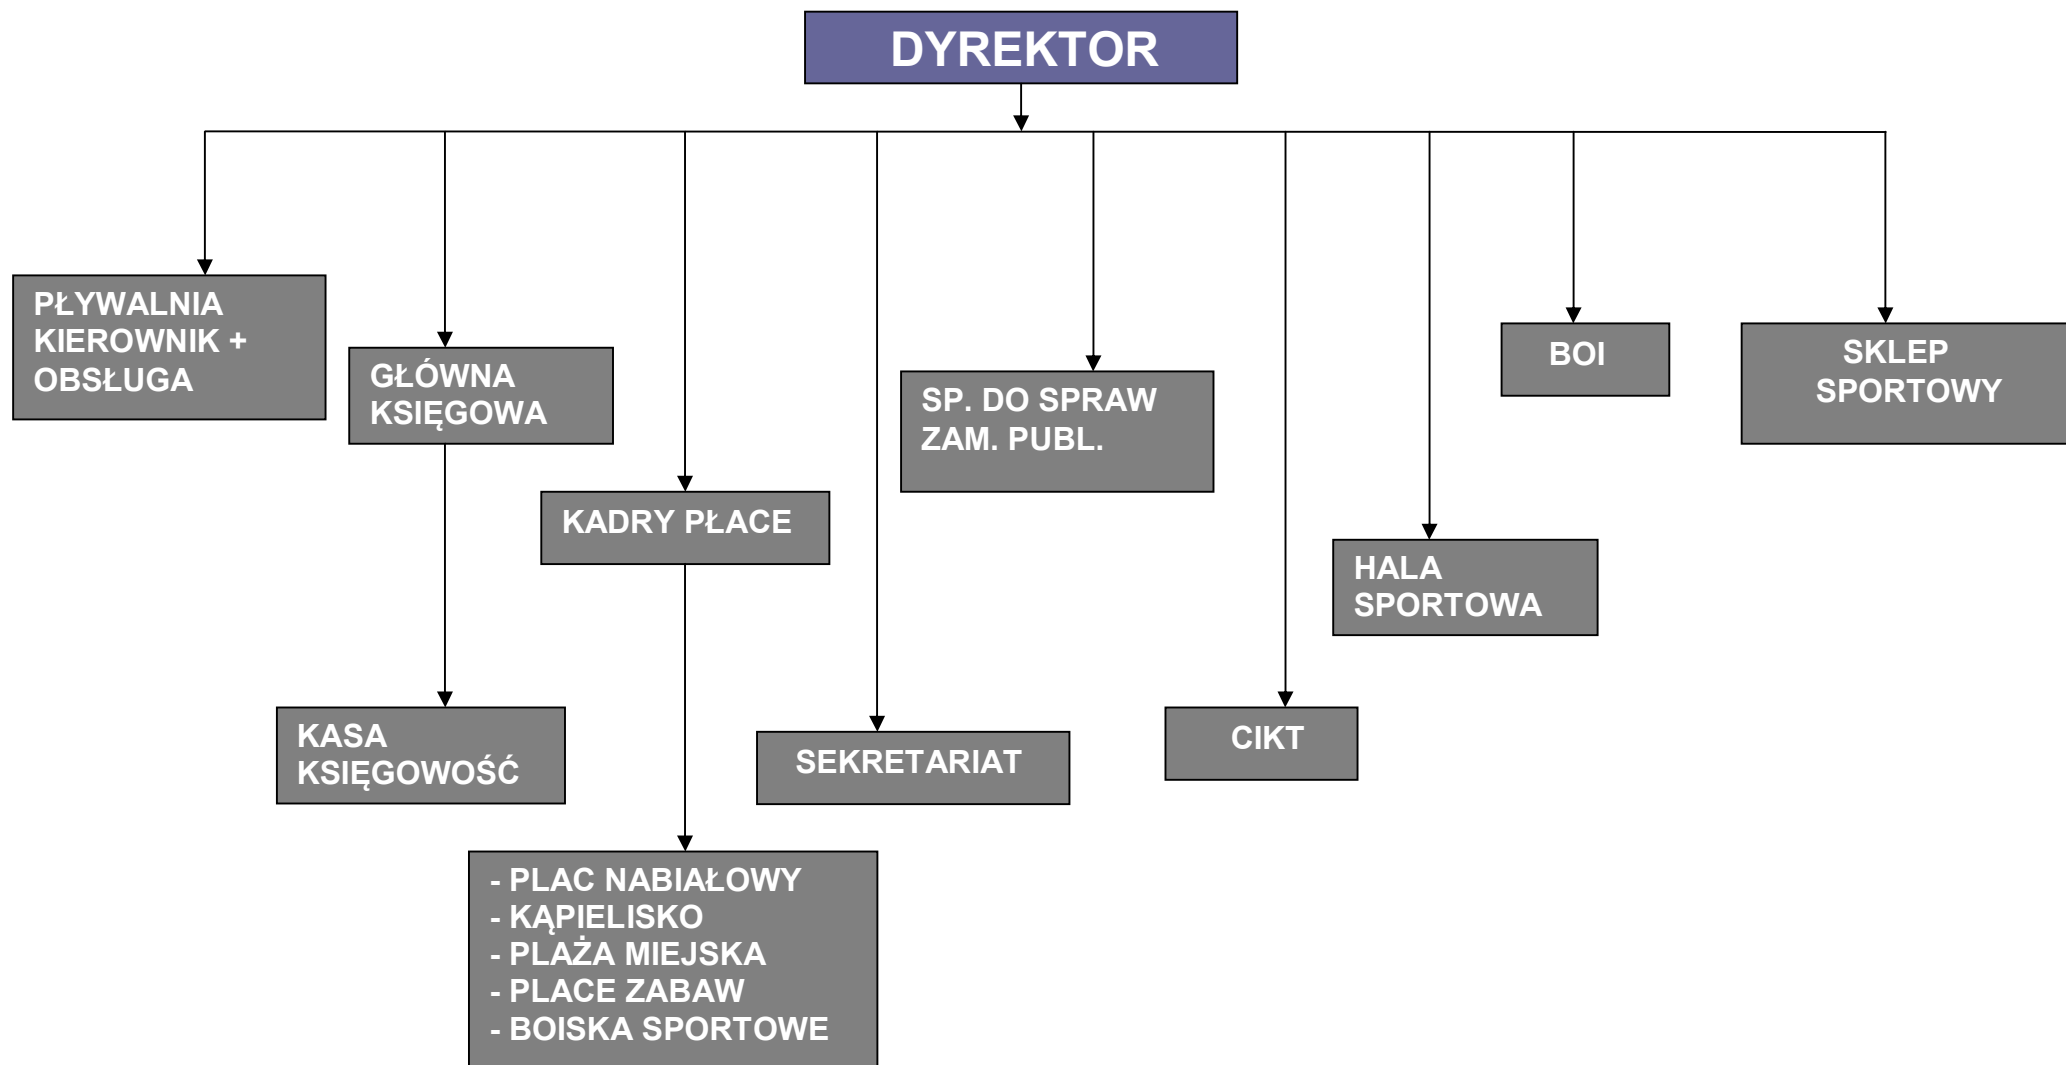 DYREKTOR
PŁYWALNIA
KIEROWNIK +
OBSŁUGA
GŁÓWNA
KSIĘGOWA
KADRY PŁACE
SP. DO SPRAW
ZAM. PUBL.
BOI
SKLEP
SPORTOWY
HALA
SPORTOWA
KASA
KSIĘGOWOŚĆ
SEKRETARIAT
CIKT
- PLAC NABIAŁOWY
- KĄPIELISKO
- PLAŻA MIEJSKA
- PLACE ZABAW
- BOISKA SPORTOWE